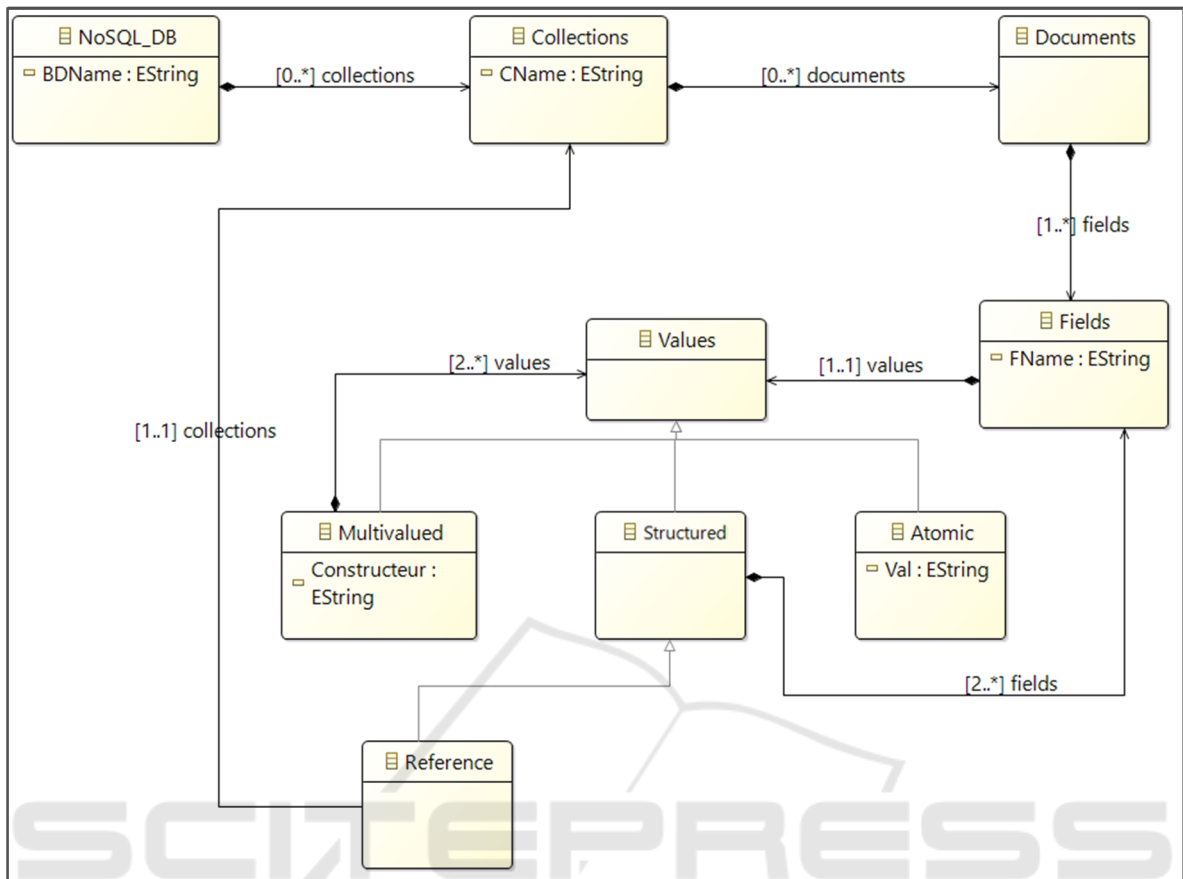 NoSQL_DB
BDName : EString
[0..*] collections
Collections
CName : EString
[0..*] documents
Documents
[1..*] fields
Fields
FName : EString
[1..1] values
Values
[2..*] values
[1..1] collections
Multivalued
Constructeur :
EString
Structured
Atomic
Val : EString
[2..*] fields
Reference
SCITEPRESS